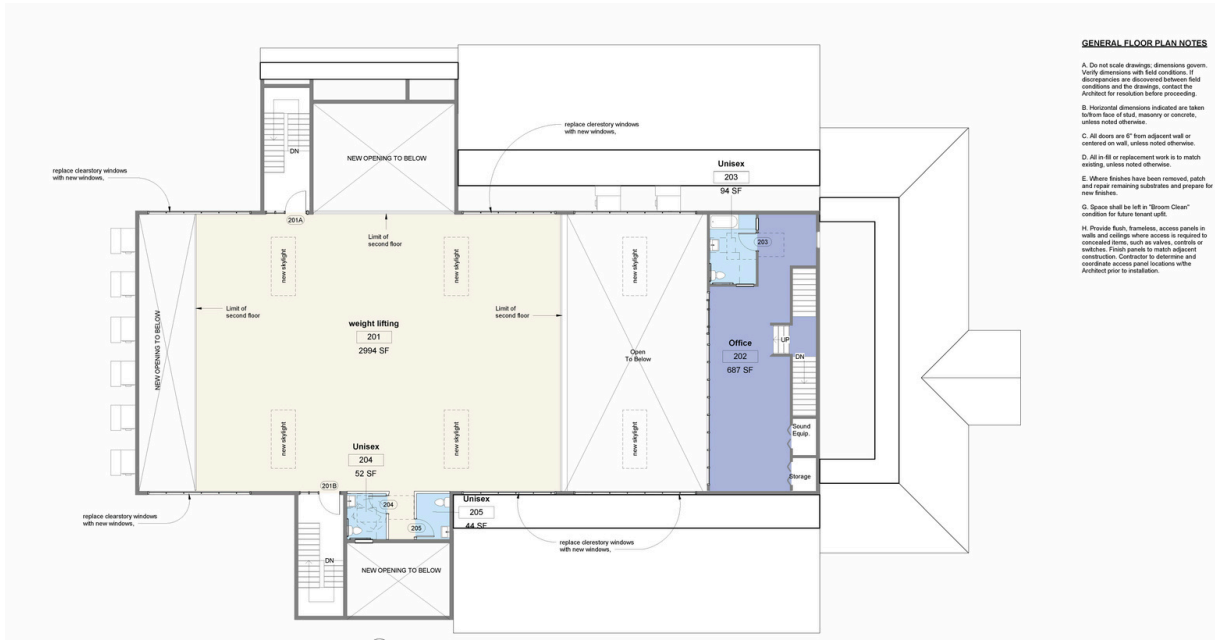 GENERAL FLOOR PLAN NOTES
A. Do not scale drawings; dimensions govern.
Verify dimensions with field conditions. If
discrepancies are discovered between field
conditions and the drawings, contact the
Architect for resolution before proceeding.
B. Horizontal dimensions indicated are taken
to/from face of stud, masonry or concrete,
unless noted otherwise.
C. All doors are 6" from adjacent wall or
centered on wall, unless noted otherwise.
D. All in-fill or replacement work is to match
existing, unless noted otherwise.
E. Where finishes have been removed, patch
and repair remaining substrates and prepare for
new finishes.
G. Space shall be left in "Broom Clean"
condition for future tenant upfit.
H. Provide flush, frameless, access panels in
walls and ceilings where access is required to
concealed items, such as valves, controls or
switches. Finish panels to match adjacent
construction. Contractor to determine and
coordinate access panel locations w/the
Architect prior to installation.
replace clerestory windows
with new windows,
DN
NEW OPENING TO BELOW
replace clearstory windows
with new windows,
Unisex
203
94 SF
201A
Limit of
second floor
203
new skylight
new skylight
new skylight
Limit of
second floor
Limit of
second floor
weight lifting
201
2994 SF
NEW OPENING TO BELOW
Open
To Below
Office
202
687 SF
UP
DN
new skylight
new skylight
new skylight
Sound
Equip.
Storage
Unisex
204
52 SF
201B
204
205
Unisex
205
44 SF
replace clearstory windows
with new windows,
replace clerestory windows
with new windows,
DN
NEW OPENING TO BELOW